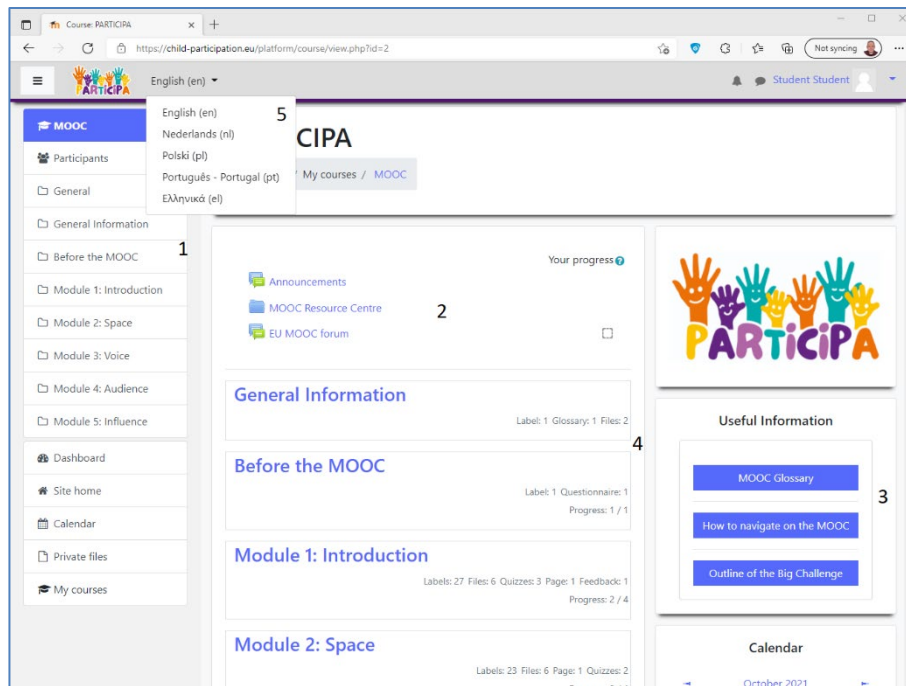 Course: PARTICIPA
https://child-participation.eu/platform/course/view.php?id=2
Not syncing
PARTiCiPA
English (en)
Student Student
English (en)
Nederlands (nl)
Polski (pl)
Português - Portugal (pt)
Ελληνικά (el)
5
CIPA
/ My courses / MOOC
MOOC
Participants
General
General Information
Before the MOOC
1
Module 1: Introduction
Module 2: Space
Module 3: Voice
Module 4: Audience
Module 5: Influence
Dashboard
Site home
Calendar
Private files
My courses
Your progress
Announcements
MOOC Resource Centre
2
EU MOOC forum
General Information
Label: 1 Glossary: 1 Files: 2
4
Before the MOOC
Label: 1 Questionnaire: 1
Progress: 1 / 1
Module 1: Introduction
Labels: 27 Files: 6 Quizzes: 3 Page: 1 Feedback: 1
Progress: 2 / 4
Module 2: Space
Labels: 23 Files: 6 Page: 1 Quizzes: 2
PARTiCiPA
Useful Information
MOOC Glossary
3
How to navigate on the MOOC
Outline of the Big Challenge
Calendar
October 2021